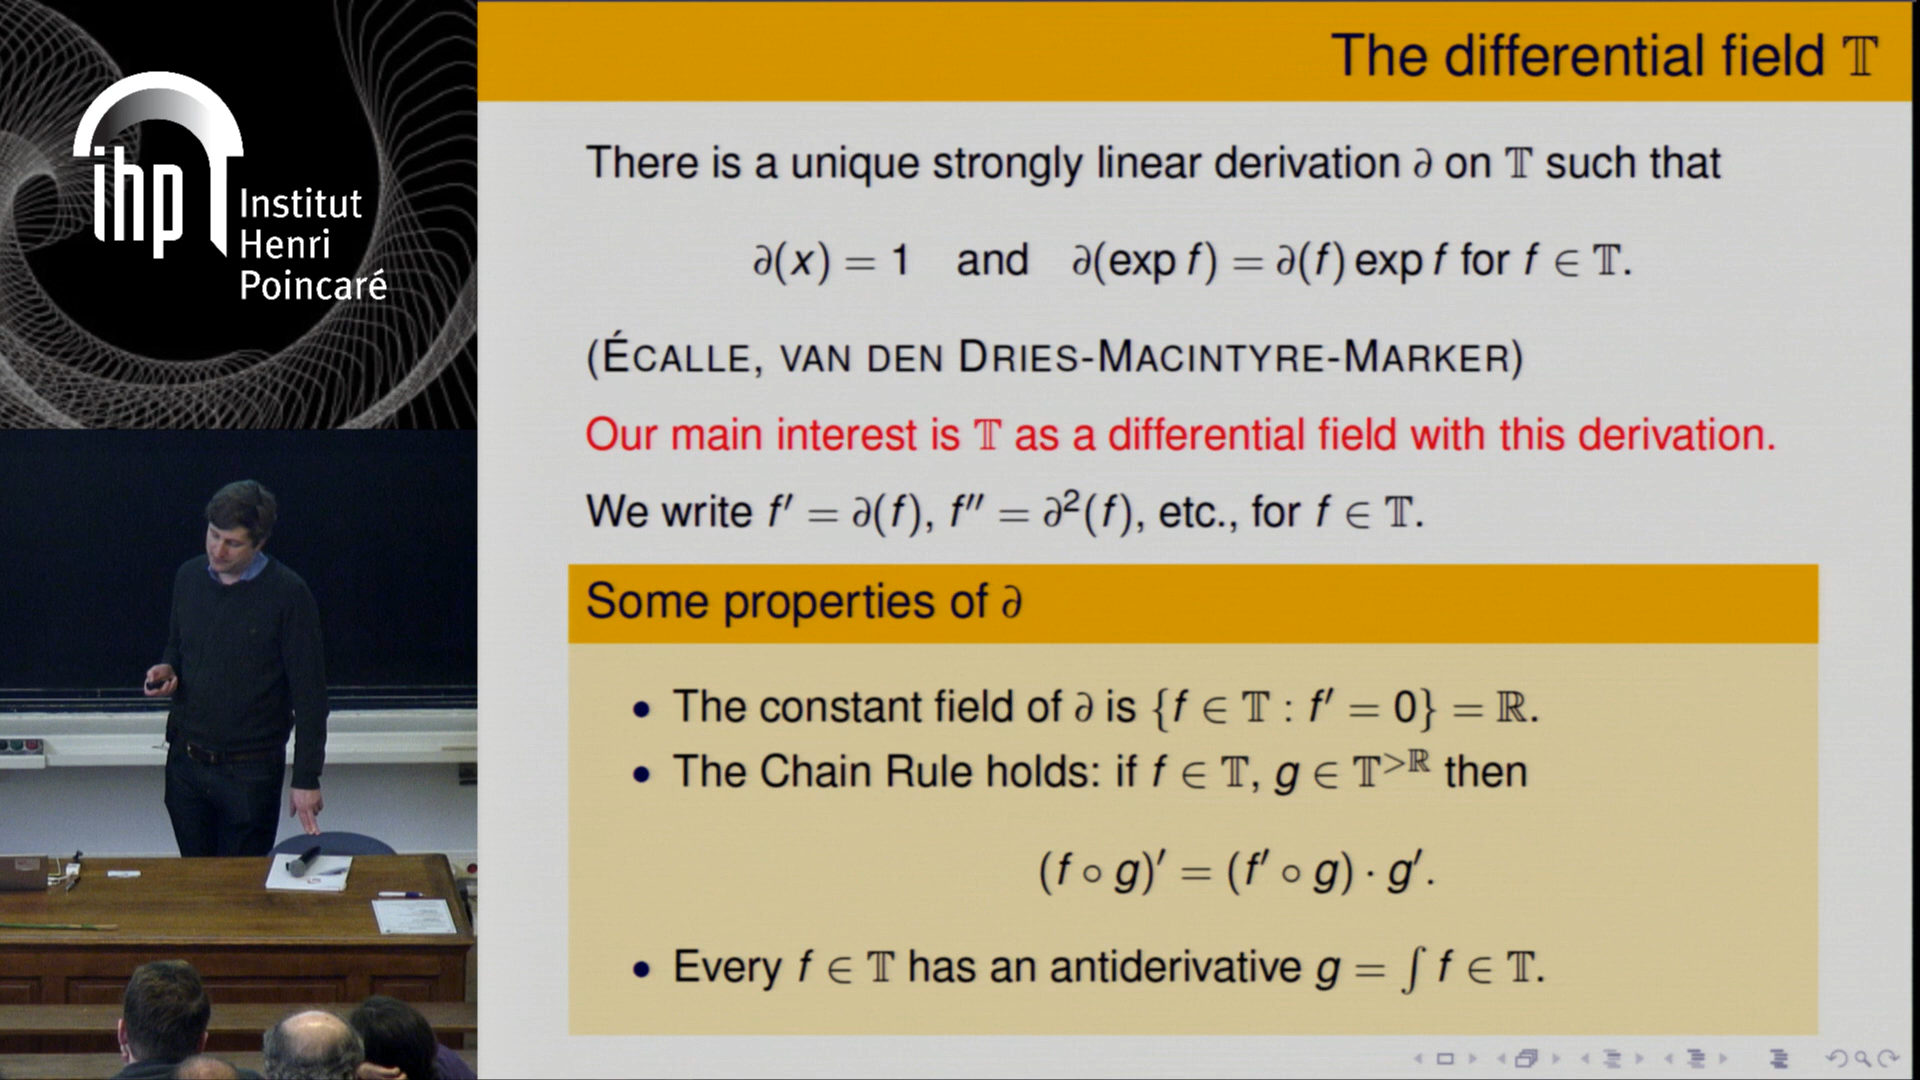 ihp
Institut
Henri
Poincaré
The differential field 𝕋
There is a unique strongly linear derivation ∂ on 𝕋 such that
∂(x) = 1 and ∂(exp f) = ∂(f) exp f for f ∈ 𝕋.
(ÉCALLE, VAN DEN DRIES-MACINTYRE-MARKER)
Our main interest is 𝕋 as a differential field with this derivation.
We write f′ = ∂(f), f″ = ∂²(f), etc., for f ∈ 𝕋.
Some properties of ∂
• The constant field of ∂ is {f ∈ 𝕋 : f′ = 0} = ℝ.
• The Chain Rule holds: if f ∈ 𝕋, g ∈ 𝕋^{>ℝ} then
(f ∘ g)′ = (f′ ∘ g) · g′.
• Every f ∈ 𝕋 has an antiderivative g = ∫ f ∈ 𝕋.